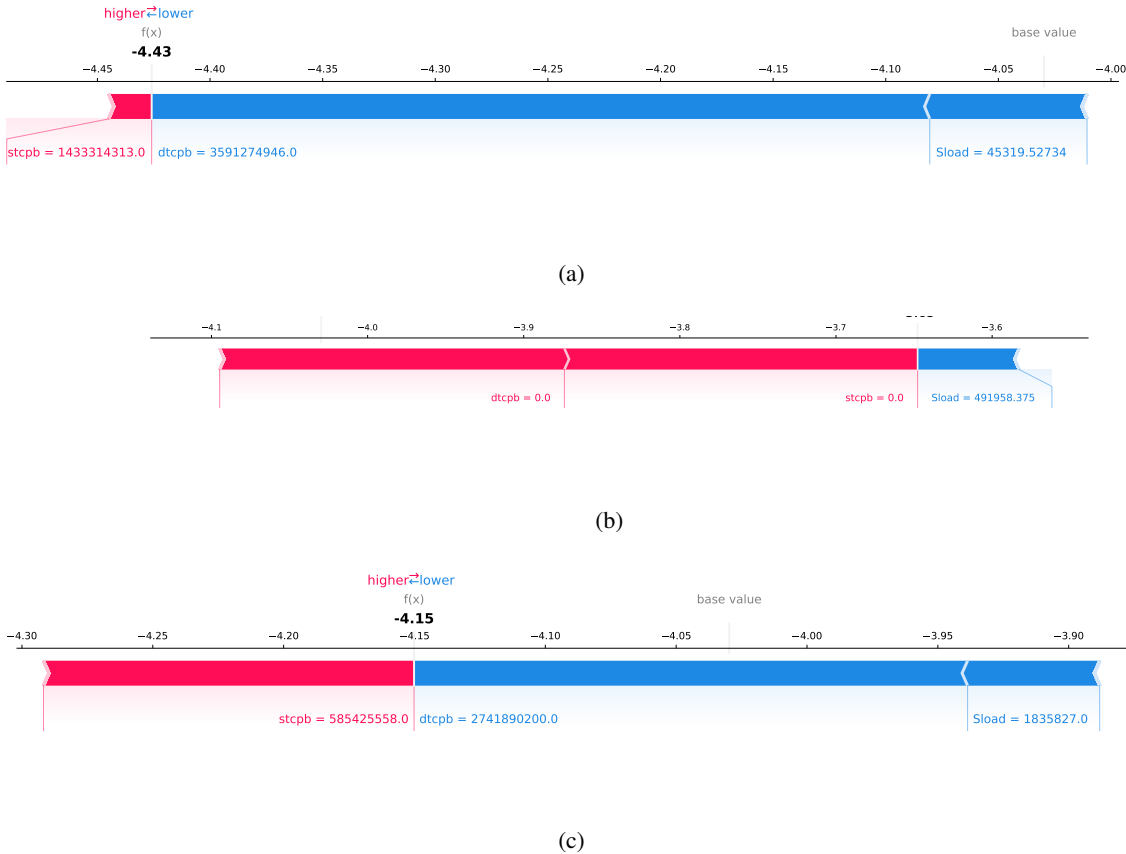 higher⇄lower
f(x)
base value
-4.43
−4.45 −4.40 −4.35 −4.30 −4.25 −4.20 −4.15 −4.10 −4.05 −4.00
stcpb = 1433314313.0 dtcpb = 3591274946.0 Sload = 45319.52734
(a)
−4.1 −4.0 −3.9 −3.8 −3.7 −3.6
dtcpb = 0.0 stcpb = 0.0 Sload = 491958.375
(b)
higher⇄lower
f(x) base value
-4.15
−4.30 −4.25 −4.20 −4.15 −4.10 −4.05 −4.00 −3.95 −3.90
stcpb = 585425558.0 dtcpb = 2741890200.0 Sload = 1835827.0
(c)